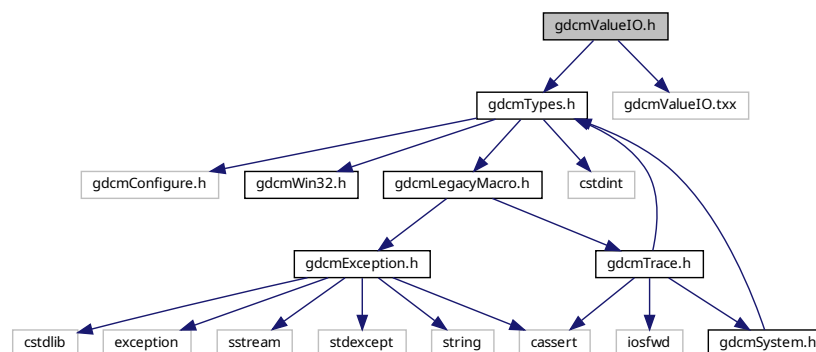 gdcmValueIO.h
gdcmTypes.h
gdcmValueIO.txx
gdcmConfigure.h
gdcmWin32.h
gdcmLegacyMacro.h
cstdint
gdcmException.h
gdcmTrace.h
cstdlib
exception
sstream
stdexcept
string
cassert
iosfwd
gdcmSystem.h